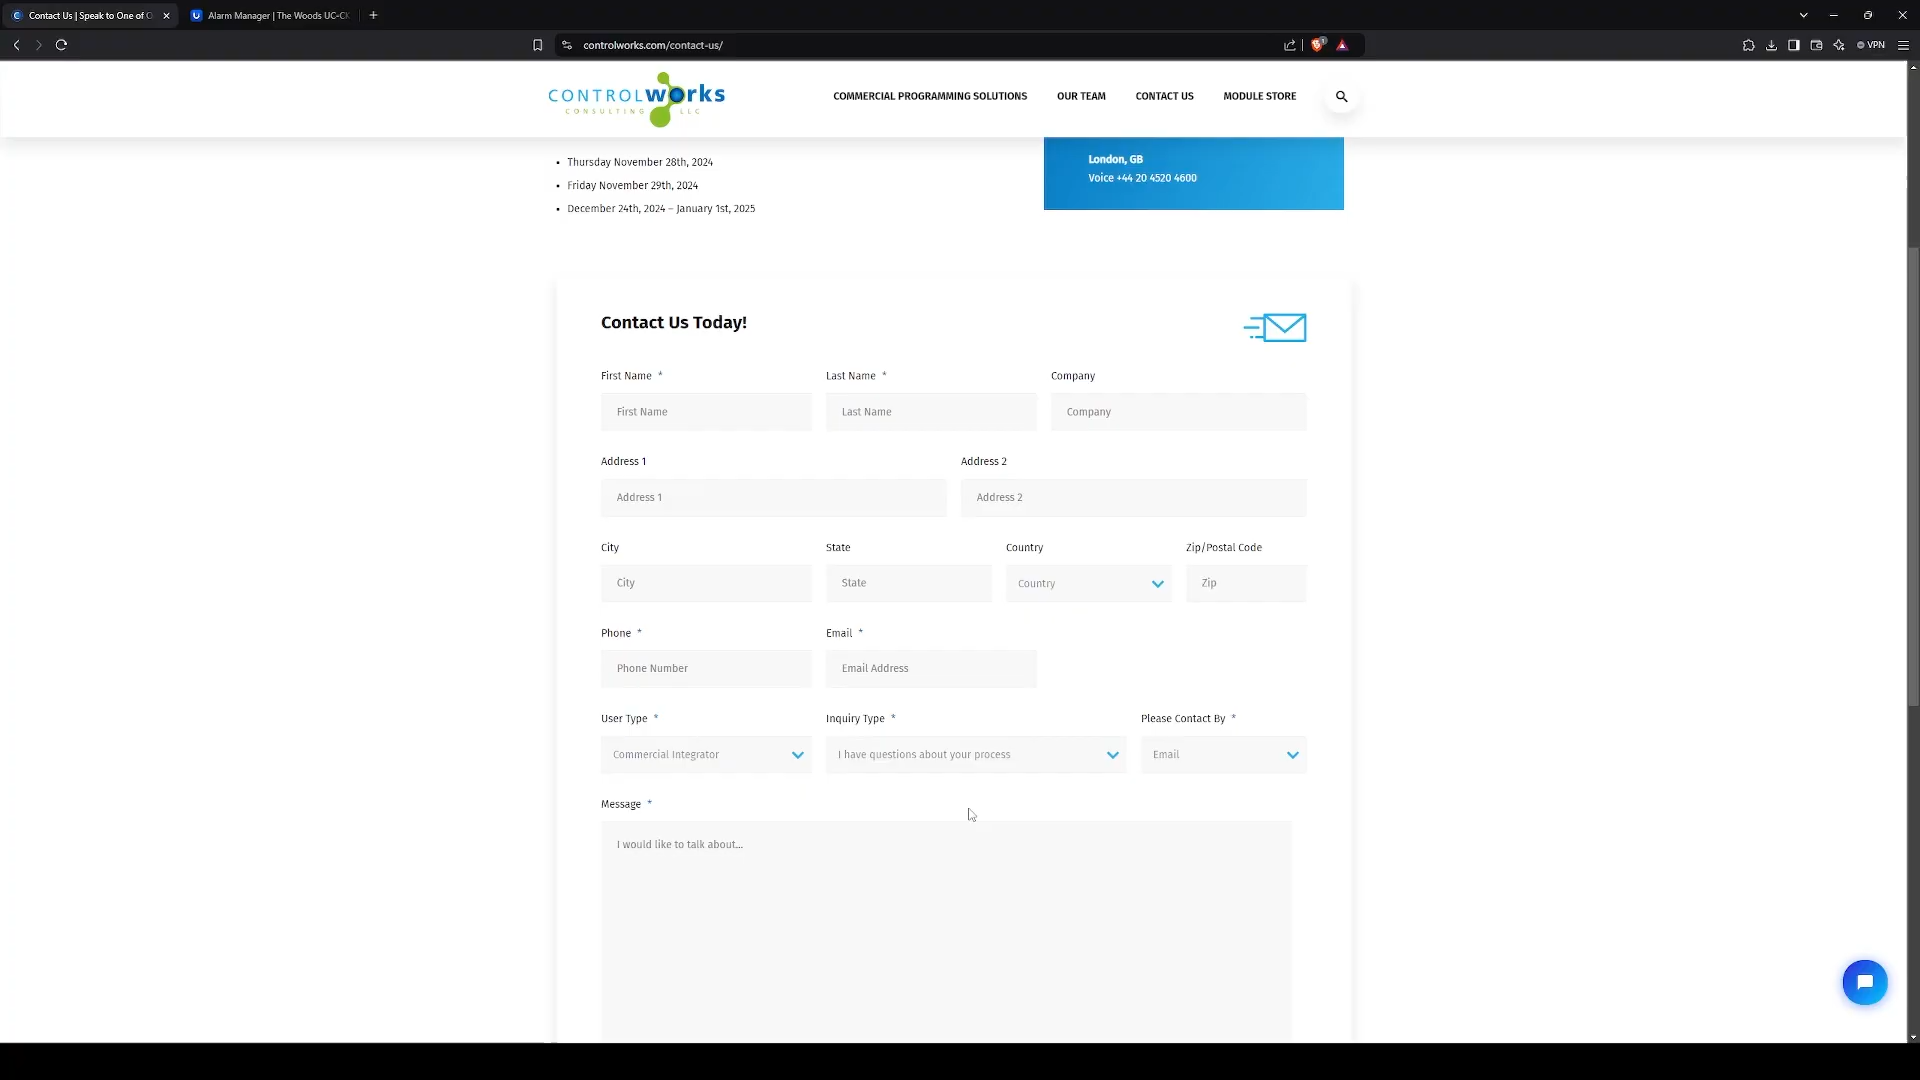 Contact Us | Speak to One of
Alarm Manager | The Woods UC-C
controlworks.com/contact-us/
1
VPN
CONTROLWorks
CONSULTING LLC
COMMERCIAL PROGRAMMING SOLUTIONS
OUR TEAM
CONTACT US
MODULE STORE
Thursday November 28th, 2024
Friday November 29th, 2024
December 24th, 2024 – January 1st, 2025
London, GB
Voice +44 20 4520 4600
Contact Us Today!
First Name *
Last Name *
Company
First Name
Last Name
Company
Address 1
Address 2
Address 1
Address 2
City
State
Country
Zip/Postal Code
City
State
Country
Zip
Phone *
Email *
Phone Number
Email Address
User Type *
Inquiry Type *
Please Contact By *
Commercial Integrator
I have questions about your process
Email
Message *
I would like to talk about...